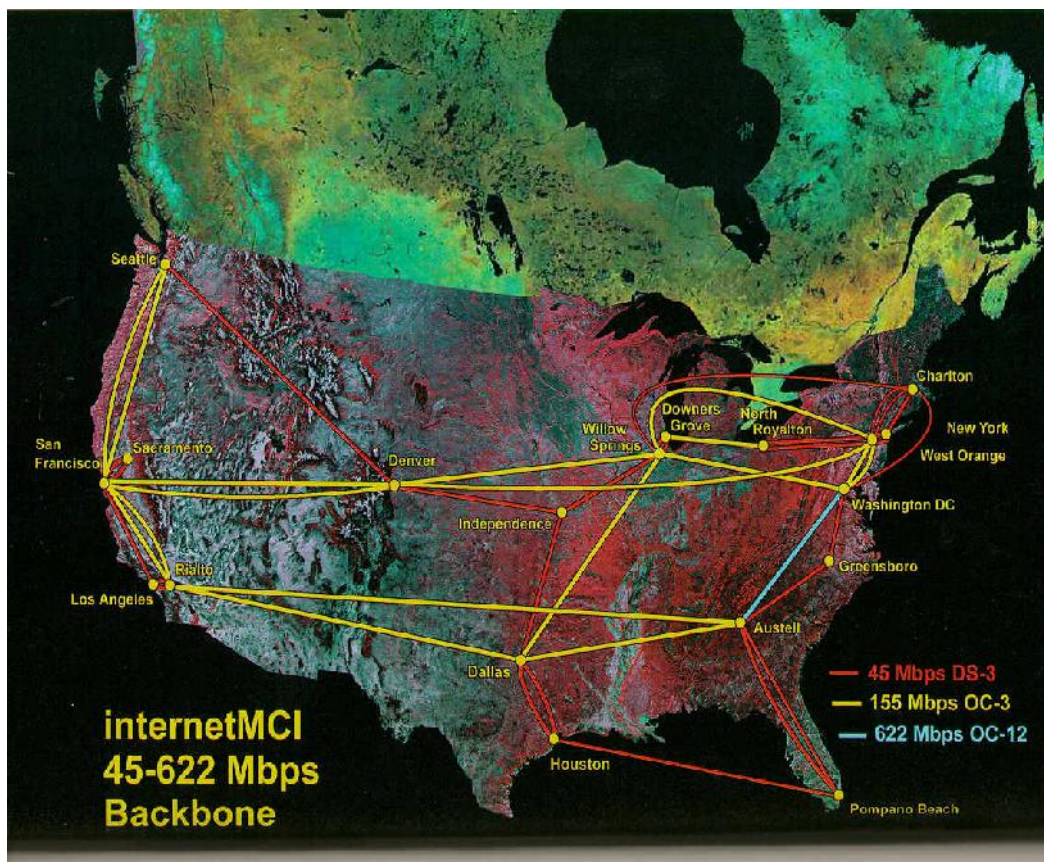 Seattle
Charlton
Downers
Grove
North
Royalton
Willow
Springs
New York
West Orange
San
Francisco
Sacramento
Denver
Washington DC
Independence
Greensboro
Rialto
Los Angeles
Austell
Dallas
45 Mbps DS-3
155 Mbps OC-3
622 Mbps OC-12
internetMCI
45-622 Mbps
Backbone
Houston
Pompano Beach